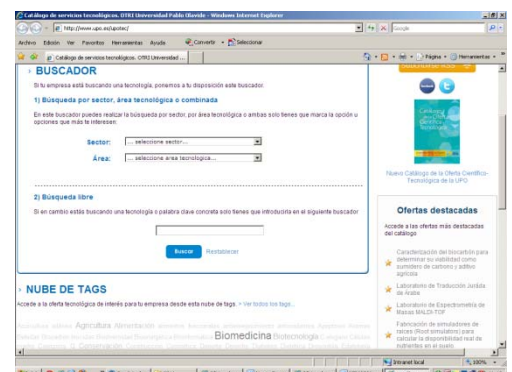 Catálogo de servicios tecnológicos. OTRI Universidad Pablo Olavide - Windows Internet Explorer
http://www.upo.es/upotec/
Google
Archivo Edición Ver Favoritos Herramientas Ayuda Convertir Seleccionar
Catálogo de servicios tecnológicos. OTRI Universidad ...
Página Herramientas
BUSCADOR
Si tu empresa está buscando una tecnología, ponemos a tu disposición este buscador.
1) Búsqueda por sector, área tecnológica o combinada
En este buscador puedes realizar la búsqueda por sector, por área tecnológica o ambas solo tienes que marca la opción u
opciones que más te interesen:
Sector: ... seleccione sector...
Área: ... seleccione area tecnologica...
2) Búsqueda libre
Si en cambio estás buscando una tecnología o palabra clave concreta solo tienes que introducirla en el siguiente buscador
Buscar Restablecer
NUBE DE TAGS
Accede a la oferta tecnológica de interés para tu empresa desde esta nube de tags. + Ver todos los tags...
Agricultura Alimentación
Biomedicina Biotecnología
Conservación
Nuevo Catálogo de la Oferta Científico-
Tecnológica de la UPO
Ofertas destacadas
Accede a las ofertas más destacadas
del catálogo
Caracterización del biocarbón para
determinar su viabilidad como
sumidero de carbono y aditivo
agrícola
Laboratorio de Traducción Jurada
de Árabe
Laboratorio de Espectrometría de
Masas MALDI-TOF
Fabricación de simuladores de
raíces (Root simulators) para
calcular la disponibilidad real de
nutrientes en el suelo
Intranet local 100%